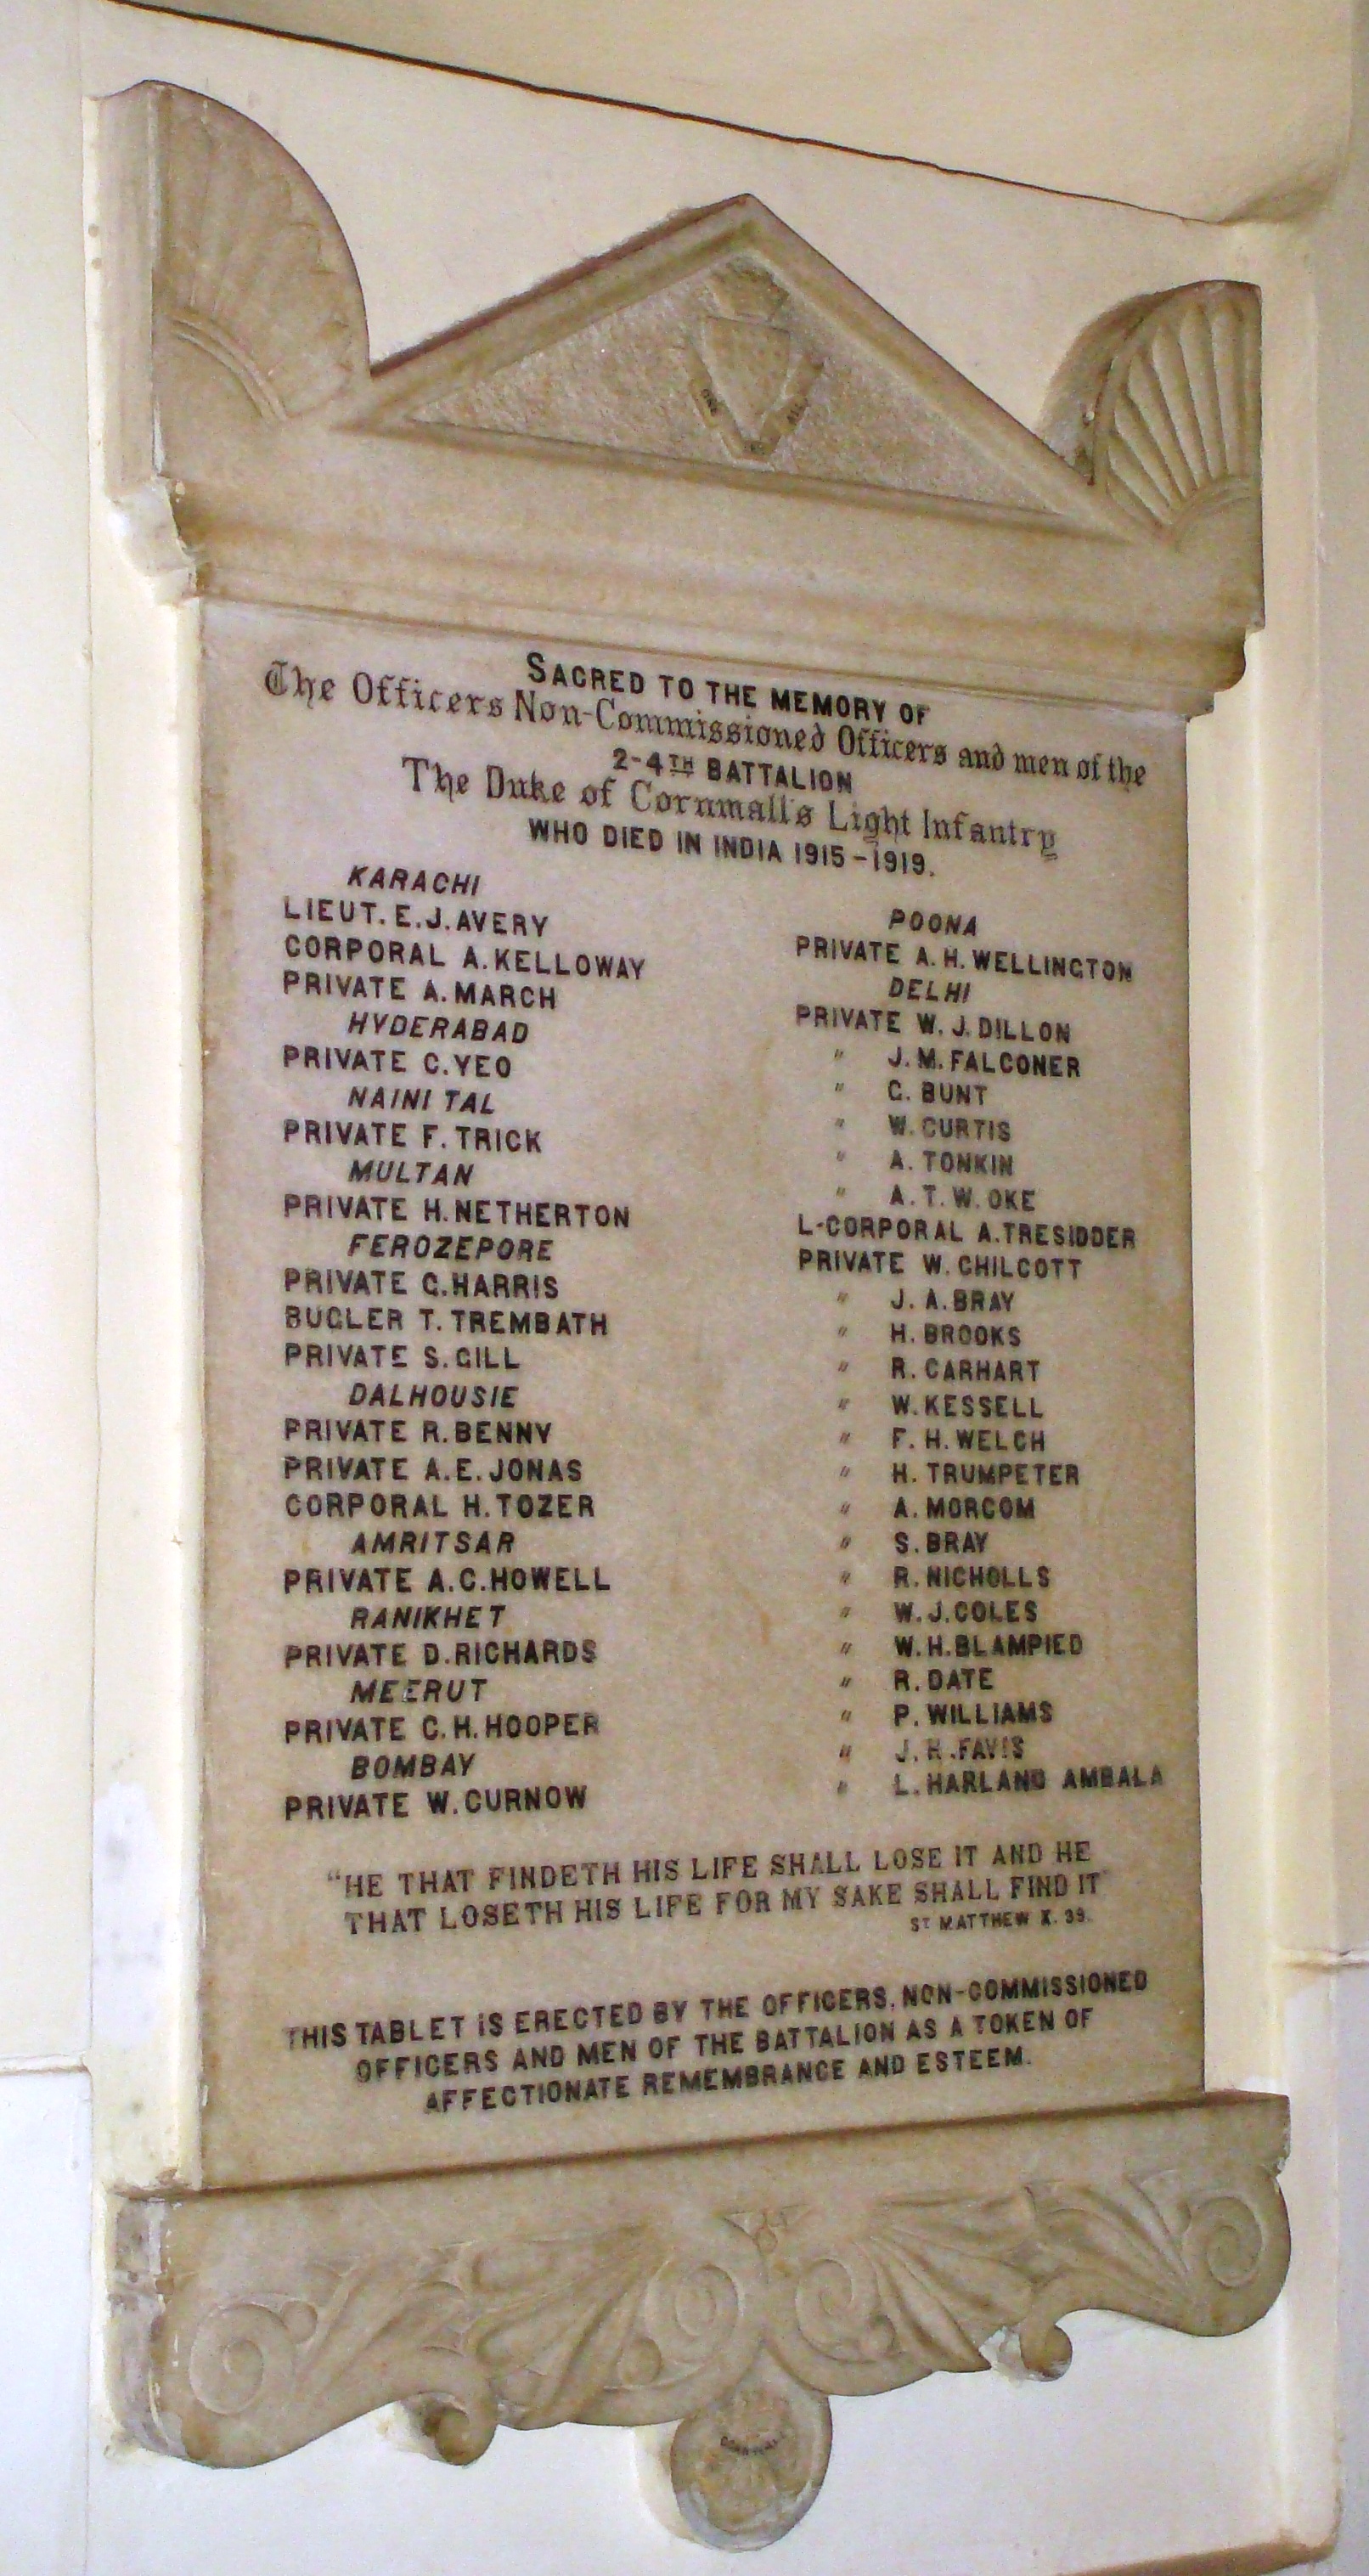 ONE AND ALL
SACRED TO THE MEMORY OF
The Officers Non-Commissioned Officers and men of the
2-4TH BATTALION
The Duke of Cornwall's Light Infantry
WHO DIED IN INDIA 1915-1919.
KARACHI
LIEUT. E.J. AVERY
CORPORAL A. KELLOWAY
PRIVATE A. MARCH
HYDERABAD
PRIVATE C. YEO
NAINI TAL
PRIVATE F. TRICK
MULTAN
PRIVATE H. NETHERTON
FEROZEPORE
PRIVATE G. HARRIS
BUGLER T. TREMBATH
PRIVATE S. GILL
DALHOUSIE
PRIVATE R. BENNY
PRIVATE A.E. JONAS
CORPORAL H. TOZER
AMRITSAR
PRIVATE A.C. HOWELL
RANIKHET
PRIVATE D. RICHARDS
MEERUT
PRIVATE C.H. HOOPER
BOMBAY
PRIVATE W. CURNOW
POONA
PRIVATE A.H. WELLINGTON
DELHI
PRIVATE W.J. DILLON
" J.M. FALCONER
" G. BUNT
" W. CURTIS
" A. TONKIN
" A.T.W. OKE
L-CORPORAL A. TRESIDDER
PRIVATE W. CHILCOTT
" J.A. BRAY
" H. BROOKS
" R. CARHART
" W. KESSELL
" F.H. WELCH
" H. TRUMPETER
" A. MORCOM
" S. BRAY
" R. NICHOLLS
" W.J. COLES
" W.H. BLAMPIED
" R. DATE
" P. WILLIAMS
" J.H. FAVIS
" L. HARLAND AMBALA
"HE THAT FINDETH HIS LIFE SHALL LOSE IT AND HE
THAT LOSETH HIS LIFE FOR MY SAKE SHALL FIND IT"
ST MATTHEW X. 39.
THIS TABLET IS ERECTED BY THE OFFICERS, NON-COMMISSIONED
OFFICERS AND MEN OF THE BATTALION AS A TOKEN OF
AFFECTIONATE REMEMBRANCE AND ESTEEM.